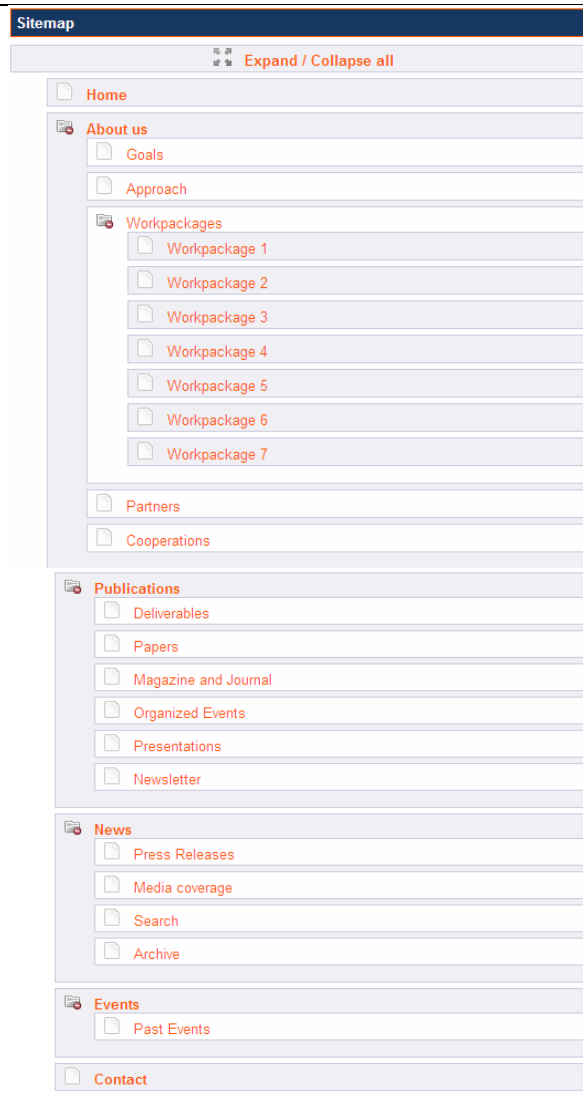 Sitemap
Expand / Collapse all
Home
About us
Goals
Approach
Workpackages
Workpackage 1
Workpackage 2
Workpackage 3
Workpackage 4
Workpackage 5
Workpackage 6
Workpackage 7
Partners
Cooperations
Publications
Deliverables
Papers
Magazine and Journal
Organized Events
Presentations
Newsletter
News
Press Releases
Media coverage
Search
Archive
Events
Past Events
Contact